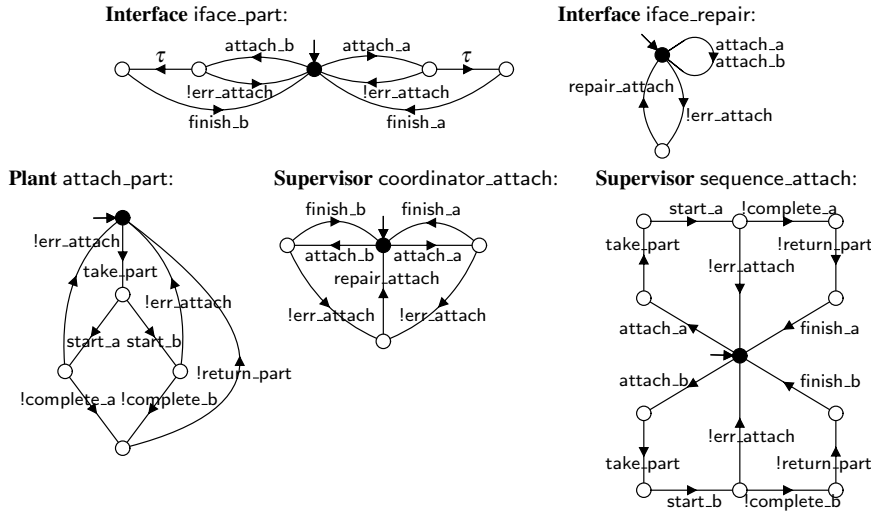 Interface iface_part:
Interface iface_repair:
τ
attach_b
attach_a
τ
!err_attach
!err_attach
finish_b
finish_a
attach_a
attach_b
repair_attach
!err_attach
Plant attach_part:
Supervisor coordinator_attach:
Supervisor sequence_attach:
!err_attach
take_part
!err_attach
start_a
start_b
!return_part
!complete_a
!complete_b
finish_b
finish_a
attach_b
attach_a
repair_attach
!err_attach
!err_attach
start_a
!complete_a
take_part
!return_part
!err_attach
attach_a
finish_a
attach_b
finish_b
!err_attach
take_part
!return_part
start_b
!complete_b